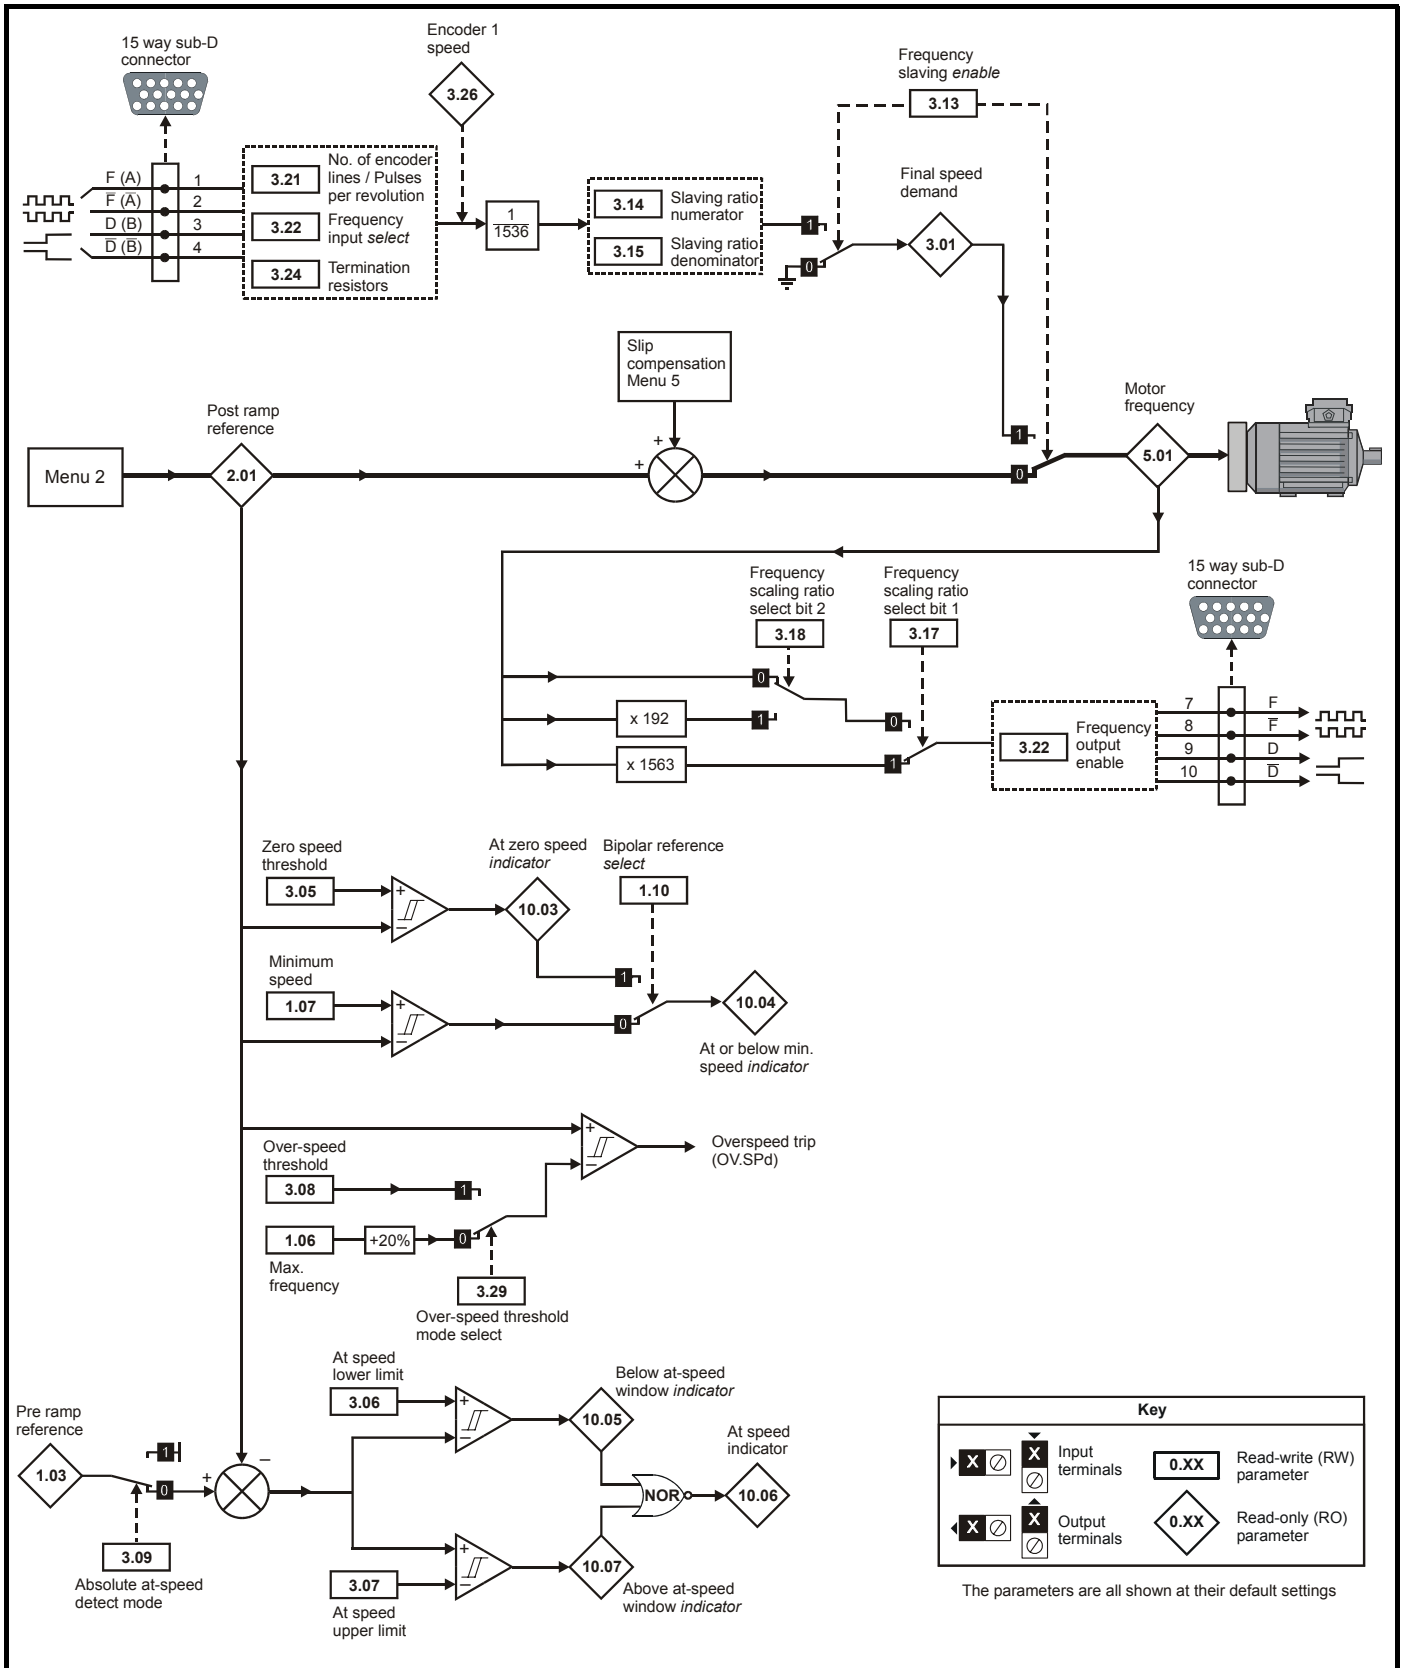 Encoder 1
speed
3.26
15 way sub-D
connector
F (A)
F̅ (A̅)
D (B)
D̅ (B̅)
1
2
3
4
3.21
No. of encoder
lines / Pulses
per revolution
3.22
Frequency
input select
3.24
Termination
resistors
1
1536
3.14
Slaving ratio
numerator
3.15
Slaving ratio
denominator
1
0
Frequency
slaving enable
3.13
Final speed
demand
3.01
Slip
compensation
Menu 5
Menu 2
Post ramp
reference
2.01
+
+
1
0
Motor
frequency
5.01
Frequency
scaling ratio
select bit 2
3.18
Frequency
scaling ratio
select bit 1
3.17
0
x 192
1
0
x 1563
1
3.22
Frequency
output
enable
15 way sub-D
connector
7
8
9
10
F
F̅
D
D̅
Zero speed
threshold
3.05
+
−
At zero speed
indicator
10.03
Bipolar reference
select
1.10
Minimum
speed
1.07
+
−
1
0
10.04
At or below min.
speed indicator
Over-speed
threshold
3.08
1
1.06
+20%
0
Max.
frequency
3.29
Over-speed threshold
mode select
+
−
Overspeed trip
(OV.SPd)
Pre ramp
reference
1.03
1
0
3.09
Absolute at-speed
detect mode
+
−
At speed
lower limit
3.06
+
−
Below at-speed
window indicator
10.05
3.07
At speed
upper limit
+
−
10.07
Above at-speed
window indicator
NOR
At speed
indicator
10.06
Key
X
X
Input
terminals
0.XX
Read-write (RW)
parameter
X
X
Output
terminals
0.XX
Read-only (RO)
parameter
The parameters are all shown at their default settings